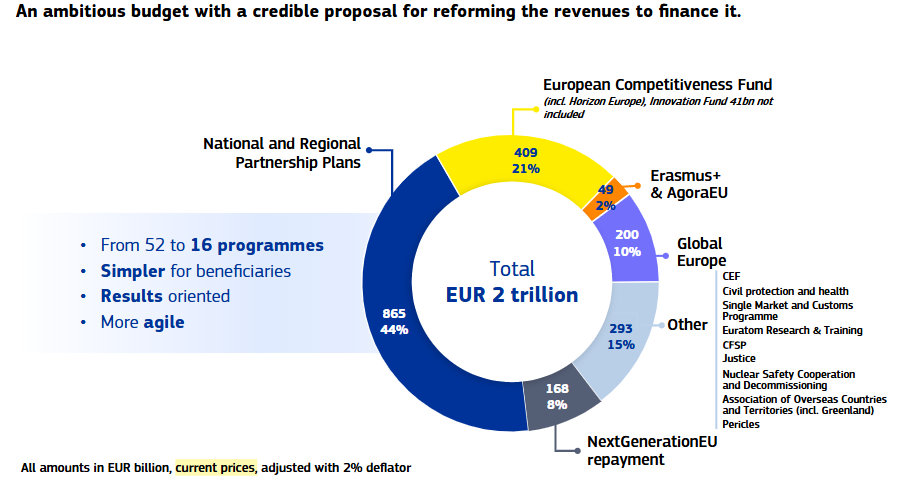 An ambitious budget with a credible proposal for reforming the revenues to finance it.
European Competitiveness Fund
(incl. Horizon Europe), Innovation Fund 41bn not
included
National and Regional
Partnership Plans
409
21%
Erasmus+
& AgoraEU
49
2%
200
10%
Global
Europe
• From 52 to 16 programmes
• Simpler for beneficiaries
• Results oriented
• More agile
Total
EUR 2 trillion
865
44%
293
15%
Other
CEF
Civil protection and health
Single Market and Customs
Programme
Euratom Research & Training
CFSP
Justice
Nuclear Safety Cooperation
and Decommissioning
Association of Overseas Countries
and Territories (incl. Greenland)
Pericles
168
8%
NextGenerationEU
repayment
All amounts in EUR billion, current prices, adjusted with 2% deflator